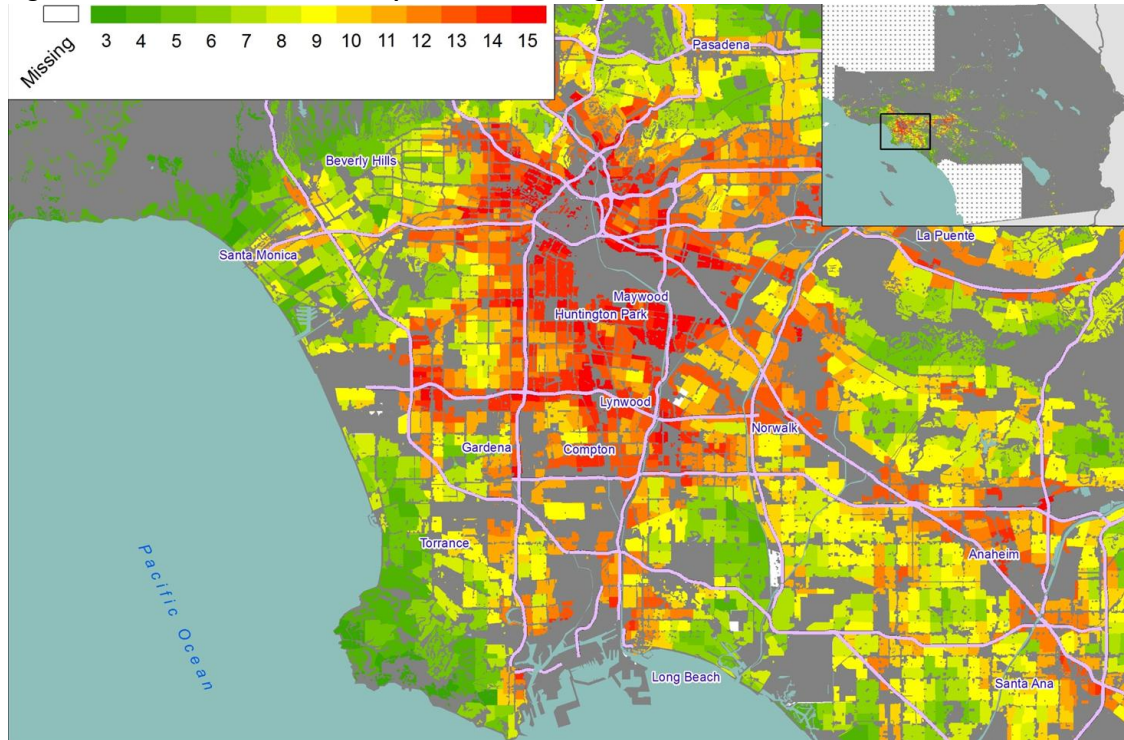 Missing
3 4 5 6 7 8 9 10 11 12 13 14 15
Pasadena
Beverly Hills
La Puente
Santa Monica
Maywood
Huntington Park
Lynwood
Norwalk
Gardena
Compton
Torrance
Anaheim
Pacific Ocean
Long Beach
Santa Ana